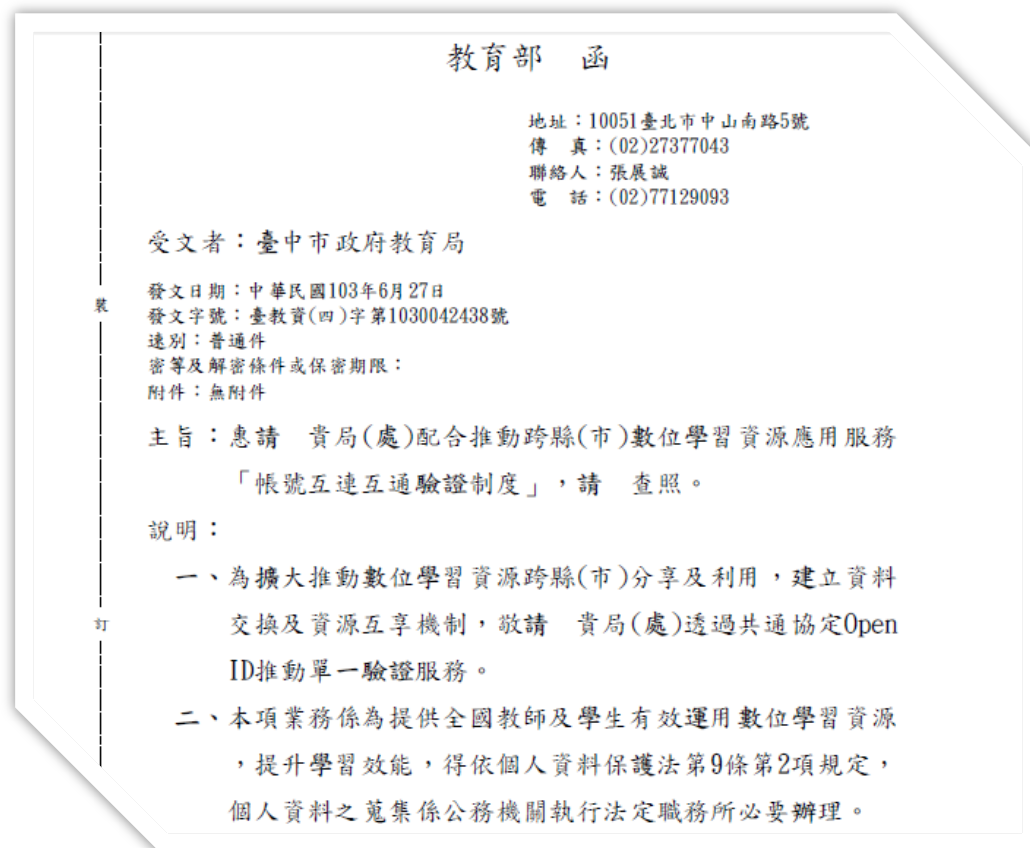 教育部 函
地址：10051臺北市中山南路5號
傳 真：(02)27377043
聯絡人：張展誠
電 話：(02)77129093
受文者：臺中市政府教育局
發文日期：中華民國103年6月27日
發文字號：臺教資(四)字第1030042438號
速別：普通件
密等及解密條件或保密期限：
附件：無附件
裝
主旨：惠請 貴局(處)配合推動跨縣(市)數位學習資源應用服務
「帳號互連互通驗證制度」，請 查照。
說明：
一、為擴大推動數位學習資源跨縣(市)分享及利用，建立資料
交換及資源互享機制，敬請 貴局(處)透過共通協定Open
ID推動單一驗證服務。
訂
二、本項業務係為提供全國教師及學生有效運用數位學習資源
，提升學習效能，得依個人資料保護法第9條第2項規定，
個人資料之蒐集係公務機關執行法定職務所必要辦理。